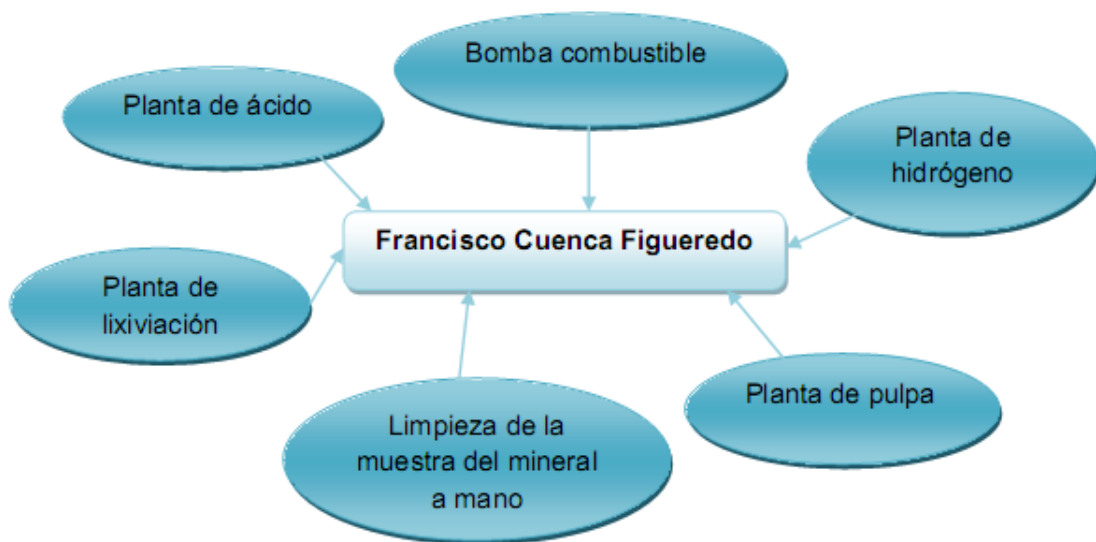 Bomba combustible
Planta de ácido
Planta de
hidrógeno
Francisco Cuenca Figueredo
Planta de
lixiviación
Planta de pulpa
Limpieza de la
muestra del mineral
a mano